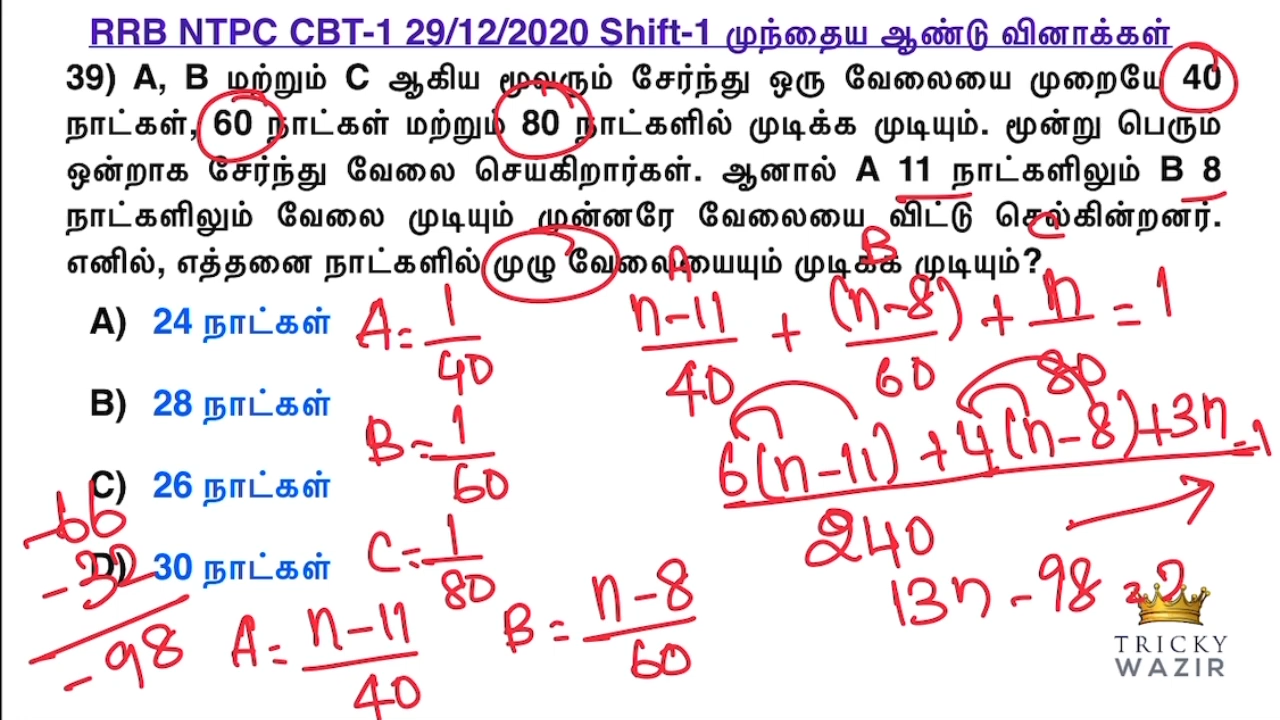 RRB NTPC CBT-1 29/12/2020 Shift-1 முந்தைய ஆண்டு வினாக்கள்
39) A, B மற்றும் C ஆகிய மூவரும் சேர்ந்து ஒரு வேலையை முறையே 40
நாட்கள், 60 நாட்கள் மற்றும் 80 நாட்களில் முடிக்க முடியும். மூன்று பெரும்
ஒன்றாக சேர்ந்து வேலை செயகிறார்கள். ஆனால் A 11 நாட்களிலும் B 8
நாட்களிலும் வேலை முடியும் முன்னரே வேலையை விட்டு செல்கின்றனர்.
எனில், எத்தனை நாட்களில் முழு வேலையையும் முடிக்க முடியும்?
A B C
A) 24 நாட்கள்
B) 28 நாட்கள்
C) 26 நாட்கள்
D) 30 நாட்கள்
A = 1/40
B = 1/60
C = 1/80
n-11/40 + (n-8)/60 + n/80 = 1
6(n-11) + 4(n-8) + 3n/240 = 1
-66
-32
-98
A = n-11/40
B = n-8/60
13n - 98 = 2
TRICKY
WAZIR